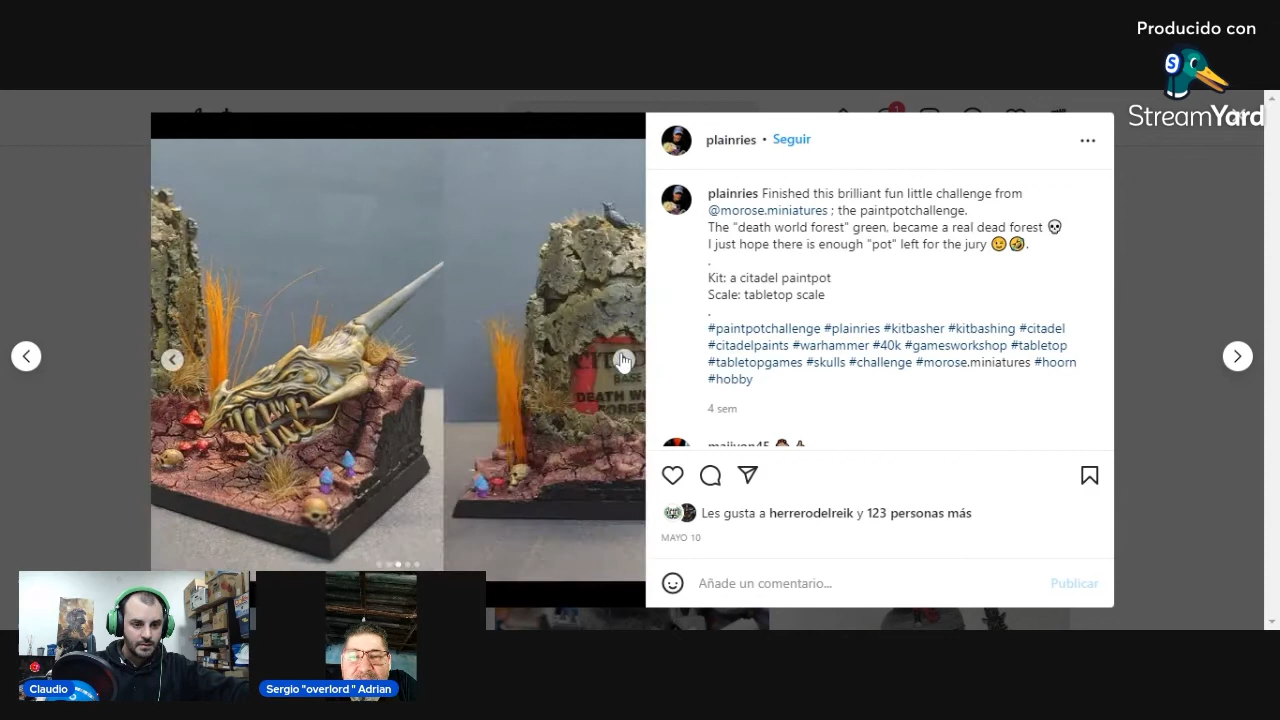 Producido con
StreamYard
1
plainries • Seguir
plainries Finished this brilliant fun little challenge from
@morose.miniatures ; the paintpotchallenge.
The "death world forest" green, became a real dead forest 💀
I just hope there is enough "pot" left for the jury 😉🤣.
.
Kit: a citadel paintpot
Scale: tabletop scale
.
#paintpotchallenge #plainries #kitbasher #kitbashing #citadel
#citadelpaints #warhammer #40k #gamesworkshop #tabletop
#tabletopgames #skulls #challenge #morose.miniatures #hoorn
#hobby
4 sem
Les gusta a herrerodelreik y 123 personas más
MAYO 10
Añade un comentario...
Publicar
BASE
DEATH
Claudio
Sergio "overlord " Adrian